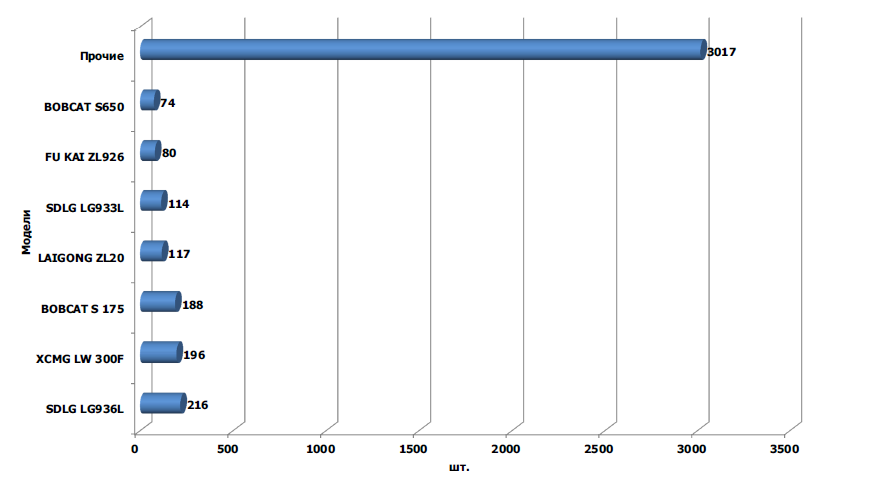 Прочие
3017
BOBCAT S650
74
FU KAI ZL926
80
SDLG LG933L
114
LAIGONG ZL20
117
BOBCAT S 175
188
XCMG LW 300F
196
SDLG LG936L
216
Модели
0 500 1000 1500 2000 2500 3000 3500
шт.